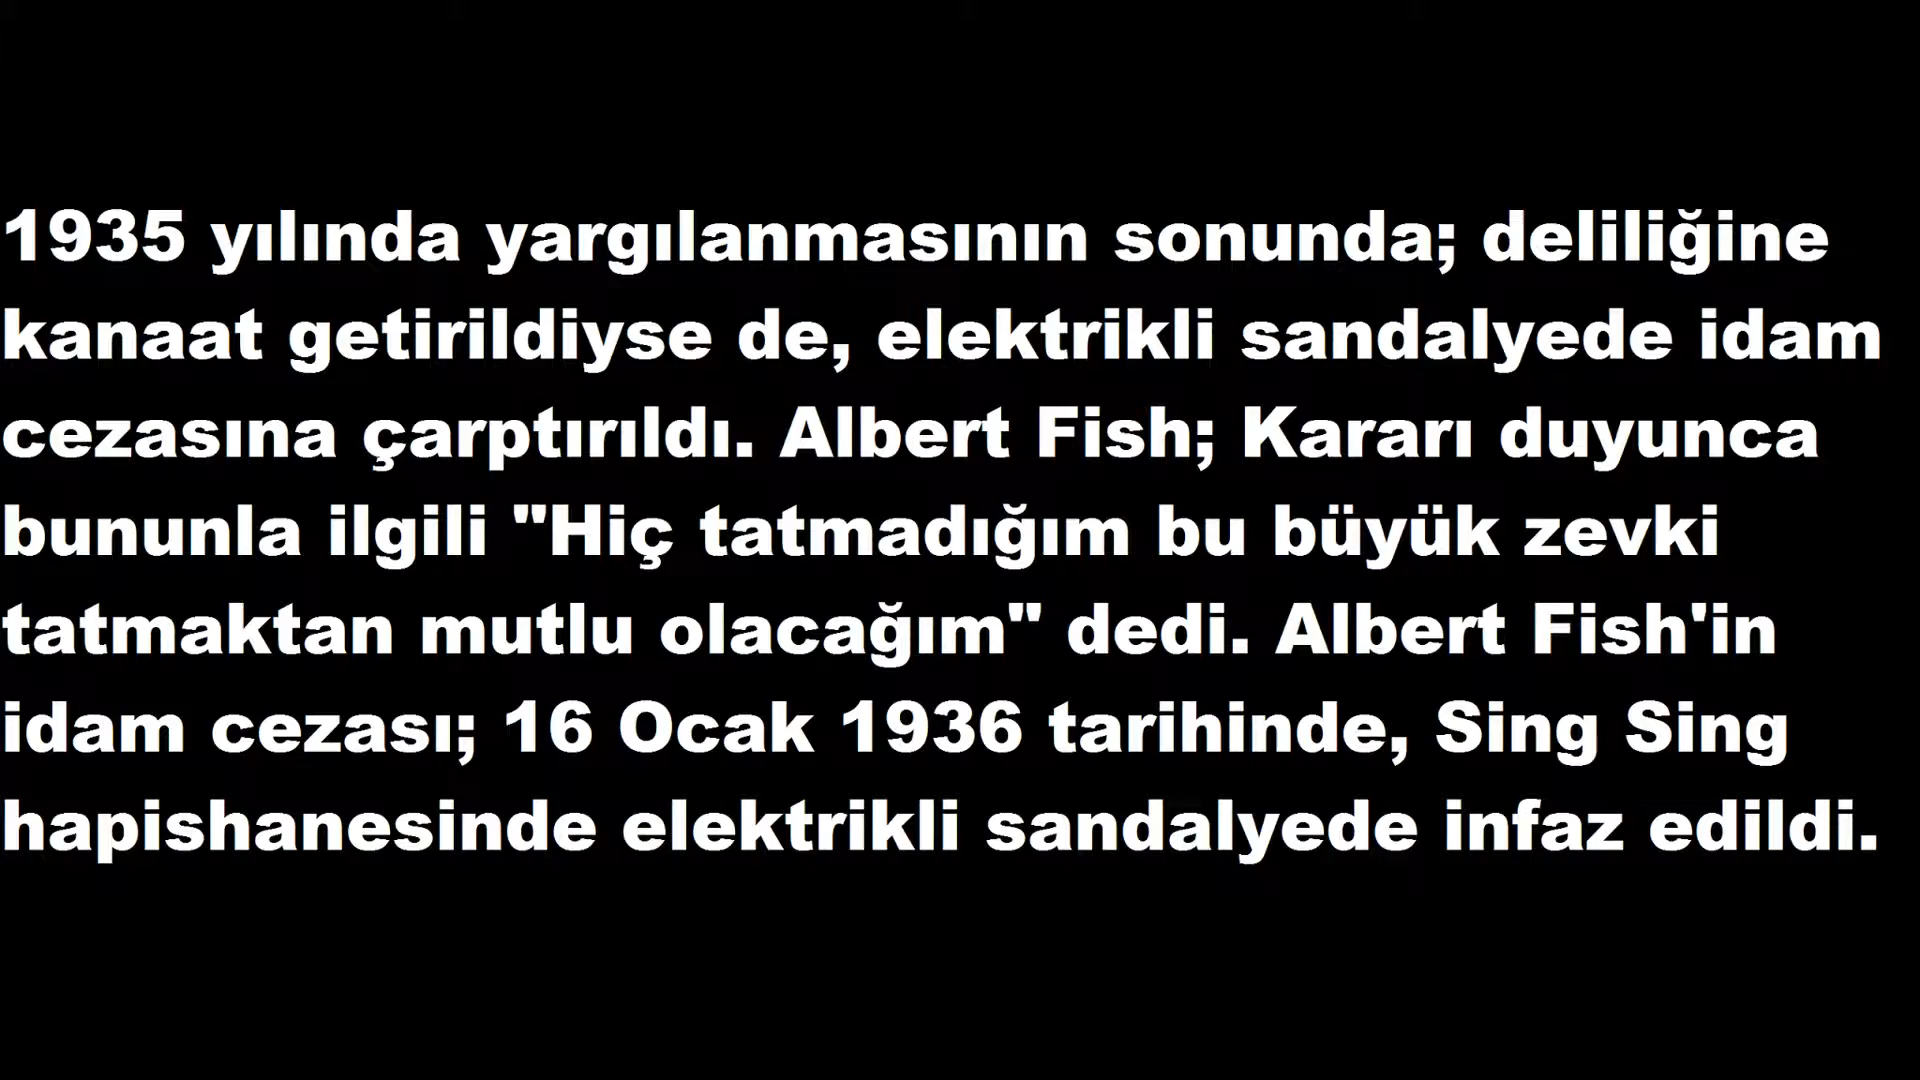 1935 yılında yargılanmasının sonunda; deliliğine
kanaat getirildiyse de, elektrikli sandalyede idam
cezasına çarptırıldı. Albert Fish; Kararı duyunca
bununla ilgili "Hiç tatmadığım bu büyük zevki
tatmaktan mutlu olacağım" dedi. Albert Fish'in
idam cezası; 16 Ocak 1936 tarihinde, Sing Sing
hapishanesinde elektrikli sandalyede infaz edildi.